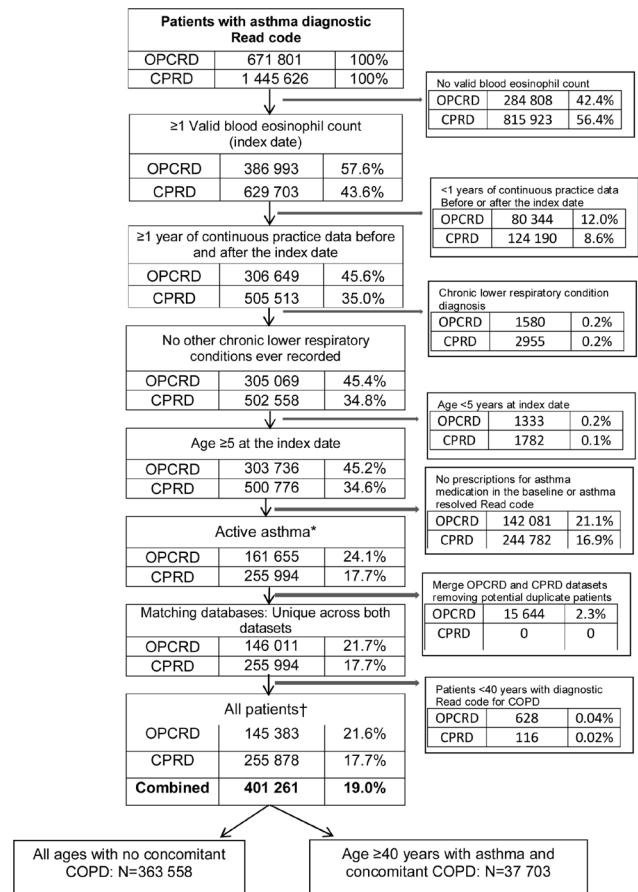 Patients with asthma diagnostic
Read code
OPCRD 671 801 100%
CPRD 1 445 626 100%
No valid blood eosinophil count
OPCRD 284 808 42.4%
CPRD 815 923 56.4%
≥1 Valid blood eosinophil count
(index date)
OPCRD 386 993 57.6%
CPRD 629 703 43.6%
<1 years of continuous practice data
Before or after the index date
OPCRD 80 344 12.0%
CPRD 124 190 8.6%
≥1 year of continuous practice data before
and after the index date
OPCRD 306 649 45.6%
CPRD 505 513 35.0%
Chronic lower respiratory condition
diagnosis
OPCRD 1580 0.2%
CPRD 2955 0.2%
No other chronic lower respiratory
conditions ever recorded
OPCRD 305 069 45.4%
CPRD 502 558 34.8%
Age <5 years at index date
OPCRD 1333 0.2%
CPRD 1782 0.1%
Age ≥5 at the index date
OPCRD 303 736 45.2%
CPRD 500 776 34.6%
No prescriptions for asthma
medication in the baseline or asthma
resolved Read code
OPCRD 142 081 21.1%
CPRD 244 782 16.9%
Active asthma*
OPCRD 161 655 24.1%
CPRD 255 994 17.7%
Merge OPCRD and CPRD datasets
removing potential duplicate patients
OPCRD 15 644 2.3%
CPRD 0 0
Matching databases: Unique across both
datasets
OPCRD 146 011 21.7%
CPRD 255 994 17.7%
Patients <40 years with diagnostic
Read code for COPD
OPCRD 628 0.04%
CPRD 116 0.02%
All patients†
OPCRD 145 383 21.6%
CPRD 255 878 17.7%
Combined 401 261 19.0%
All ages with no concomitant
COPD: N=363 558
Age ≥40 years with asthma and
concomitant COPD: N=37 703